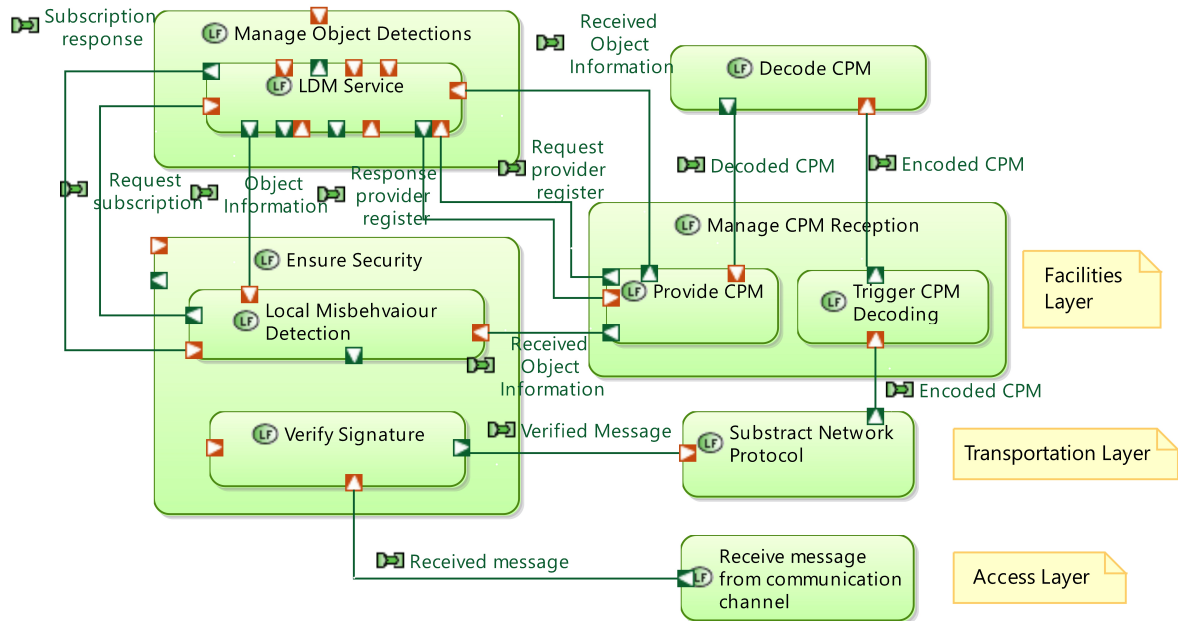 Subscription
response
LF Manage Object Detections
LF LDM Service
Received
Object
Information
LF Decode CPM
Request
subscription
Object
Information
Response
provider
register
Request
provider
register
Decoded CPM
Encoded CPM
LF Manage CPM Reception
LF Ensure Security
LF Local Misbehvaiour
Detection
LF Provide CPM
LF Trigger CPM
Decoding
Facilities
Layer
Received
Object
Information
Encoded CPM
LF Verify Signature
Verified Message
LF Substract Network
Protocol
Transportation Layer
Received message
LF Receive message
from communication
channel
Access Layer